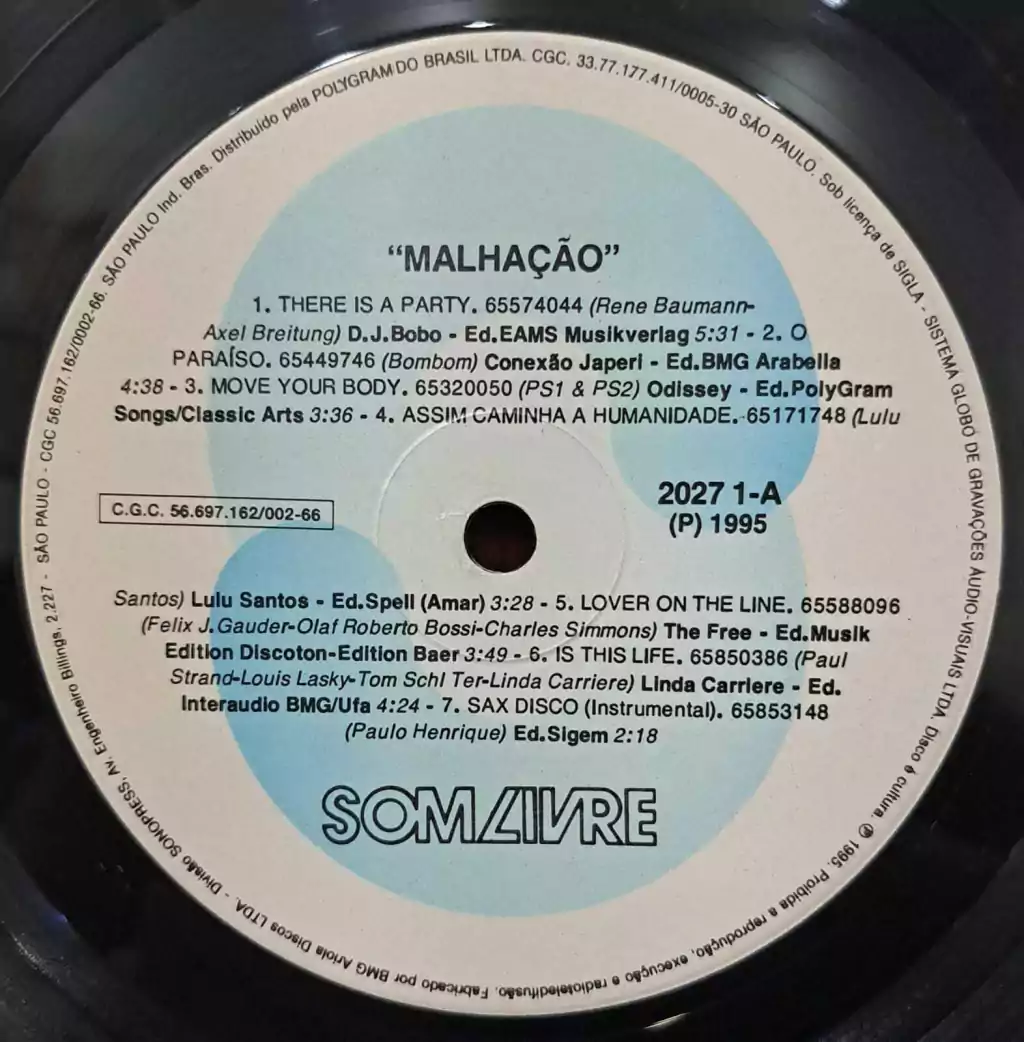 “MALHAÇÃO”
1. THERE IS A PARTY. 65574044 (Rene Baumann-
Axel Breitung) D.J.Bobo - Ed.EAMS Musikverlag 5:31 - 2. O
PARAÍSO. 65449746 (Bombom) Conexão Japeri - Ed.BMG Arabella
4:38 - 3. MOVE YOUR BODY. 65320050 (PS1 & PS2) Odissey - Ed.PolyGram
Songs/Classic Arts 3:36 - 4. ASSIM CAMINHA A HUMANIDADE. 65171748 (Lulu
C.G.C. 56.697.162/002-66
2027 1-A
(P) 1995
Santos) Lulu Santos - Ed.Spell (Amar) 3:28 - 5. LOVER ON THE LINE. 65588096
(Felix J.Gauder-Olaf Roberto Bossi-Charles Simmons) The Free - Ed.Musik
Edition Discoton-Edition Baer 3:49 - 6. IS THIS LIFE. 65850386 (Paul
Strand-Louis Lasky-Tom Schl Ter-Linda Carriere) Linda Carriere - Ed.
Interaudio BMG/Ufa 4:24 - 7. SAX DISCO (Instrumental). 65853148
(Paulo Henrique) Ed.Sigem 2:18
SOMLIVRE
Fabricado por BMG Ariola Discos LTDA - Divisão SONOPRESS, Av. Engenheiro Billings, 2.227 - SÃO PAULO - CGC 56.697.162/0002-66. SÃO PAULO Ind. Bras. Distribuido pela POLYGRAM DO BRASIL LTDA. CGC. 33.77.177.411/0005-30 SÃO PAULO. Sob licença de SIGLA - SISTEMA GLOBO DE GRAVAÇÕES ÁUDIO-VISUAIS LTDA. Disco é cultura. ℗ 1995. Proibida a reprodução, execução e radioteledifusão.